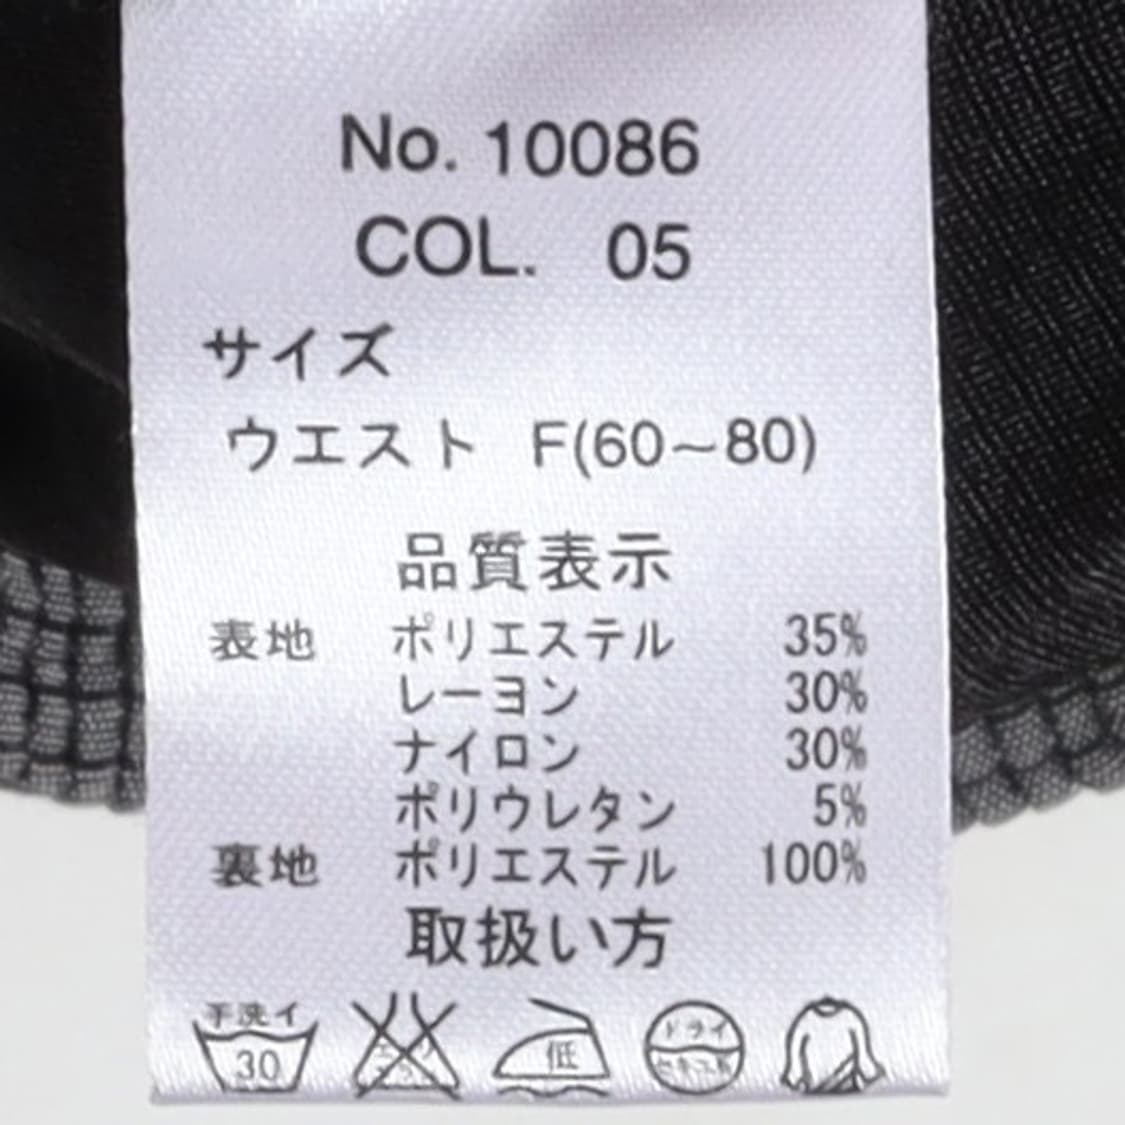 No. 10086
COL. 05
サイズ
ウエスト F(60~80)
品質表示
表地 ポリエステル 35%
レーヨン 30%
ナイロン 30%
ポリウレタン 5%
裏地 ポリエステル 100%
取扱い方
手洗イ 30 低 ドライ